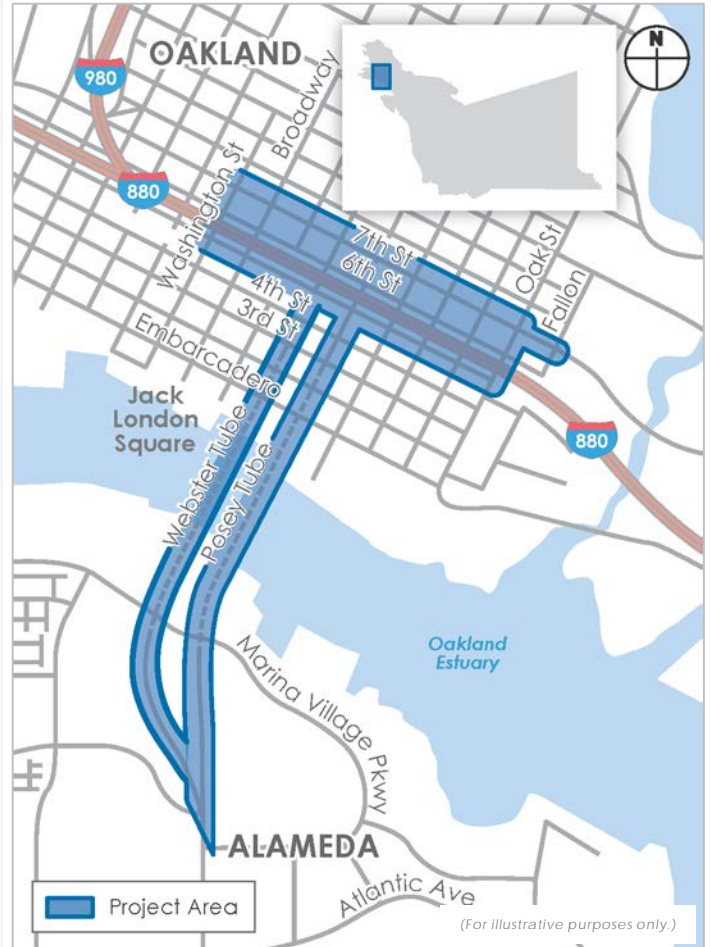 OAKLAND
N
980
Broadway
880
Washington St
7th St
6th St
Oak St
Fallon
4th St
3rd St
Embarcadero
Jack
London
Square
880
Webster Tube
Posey Tube
Oakland
Estuary
Marina Village Pkwy
ALAMEDA
Atlantic Ave
Project Area
(For illustrative purposes only.)